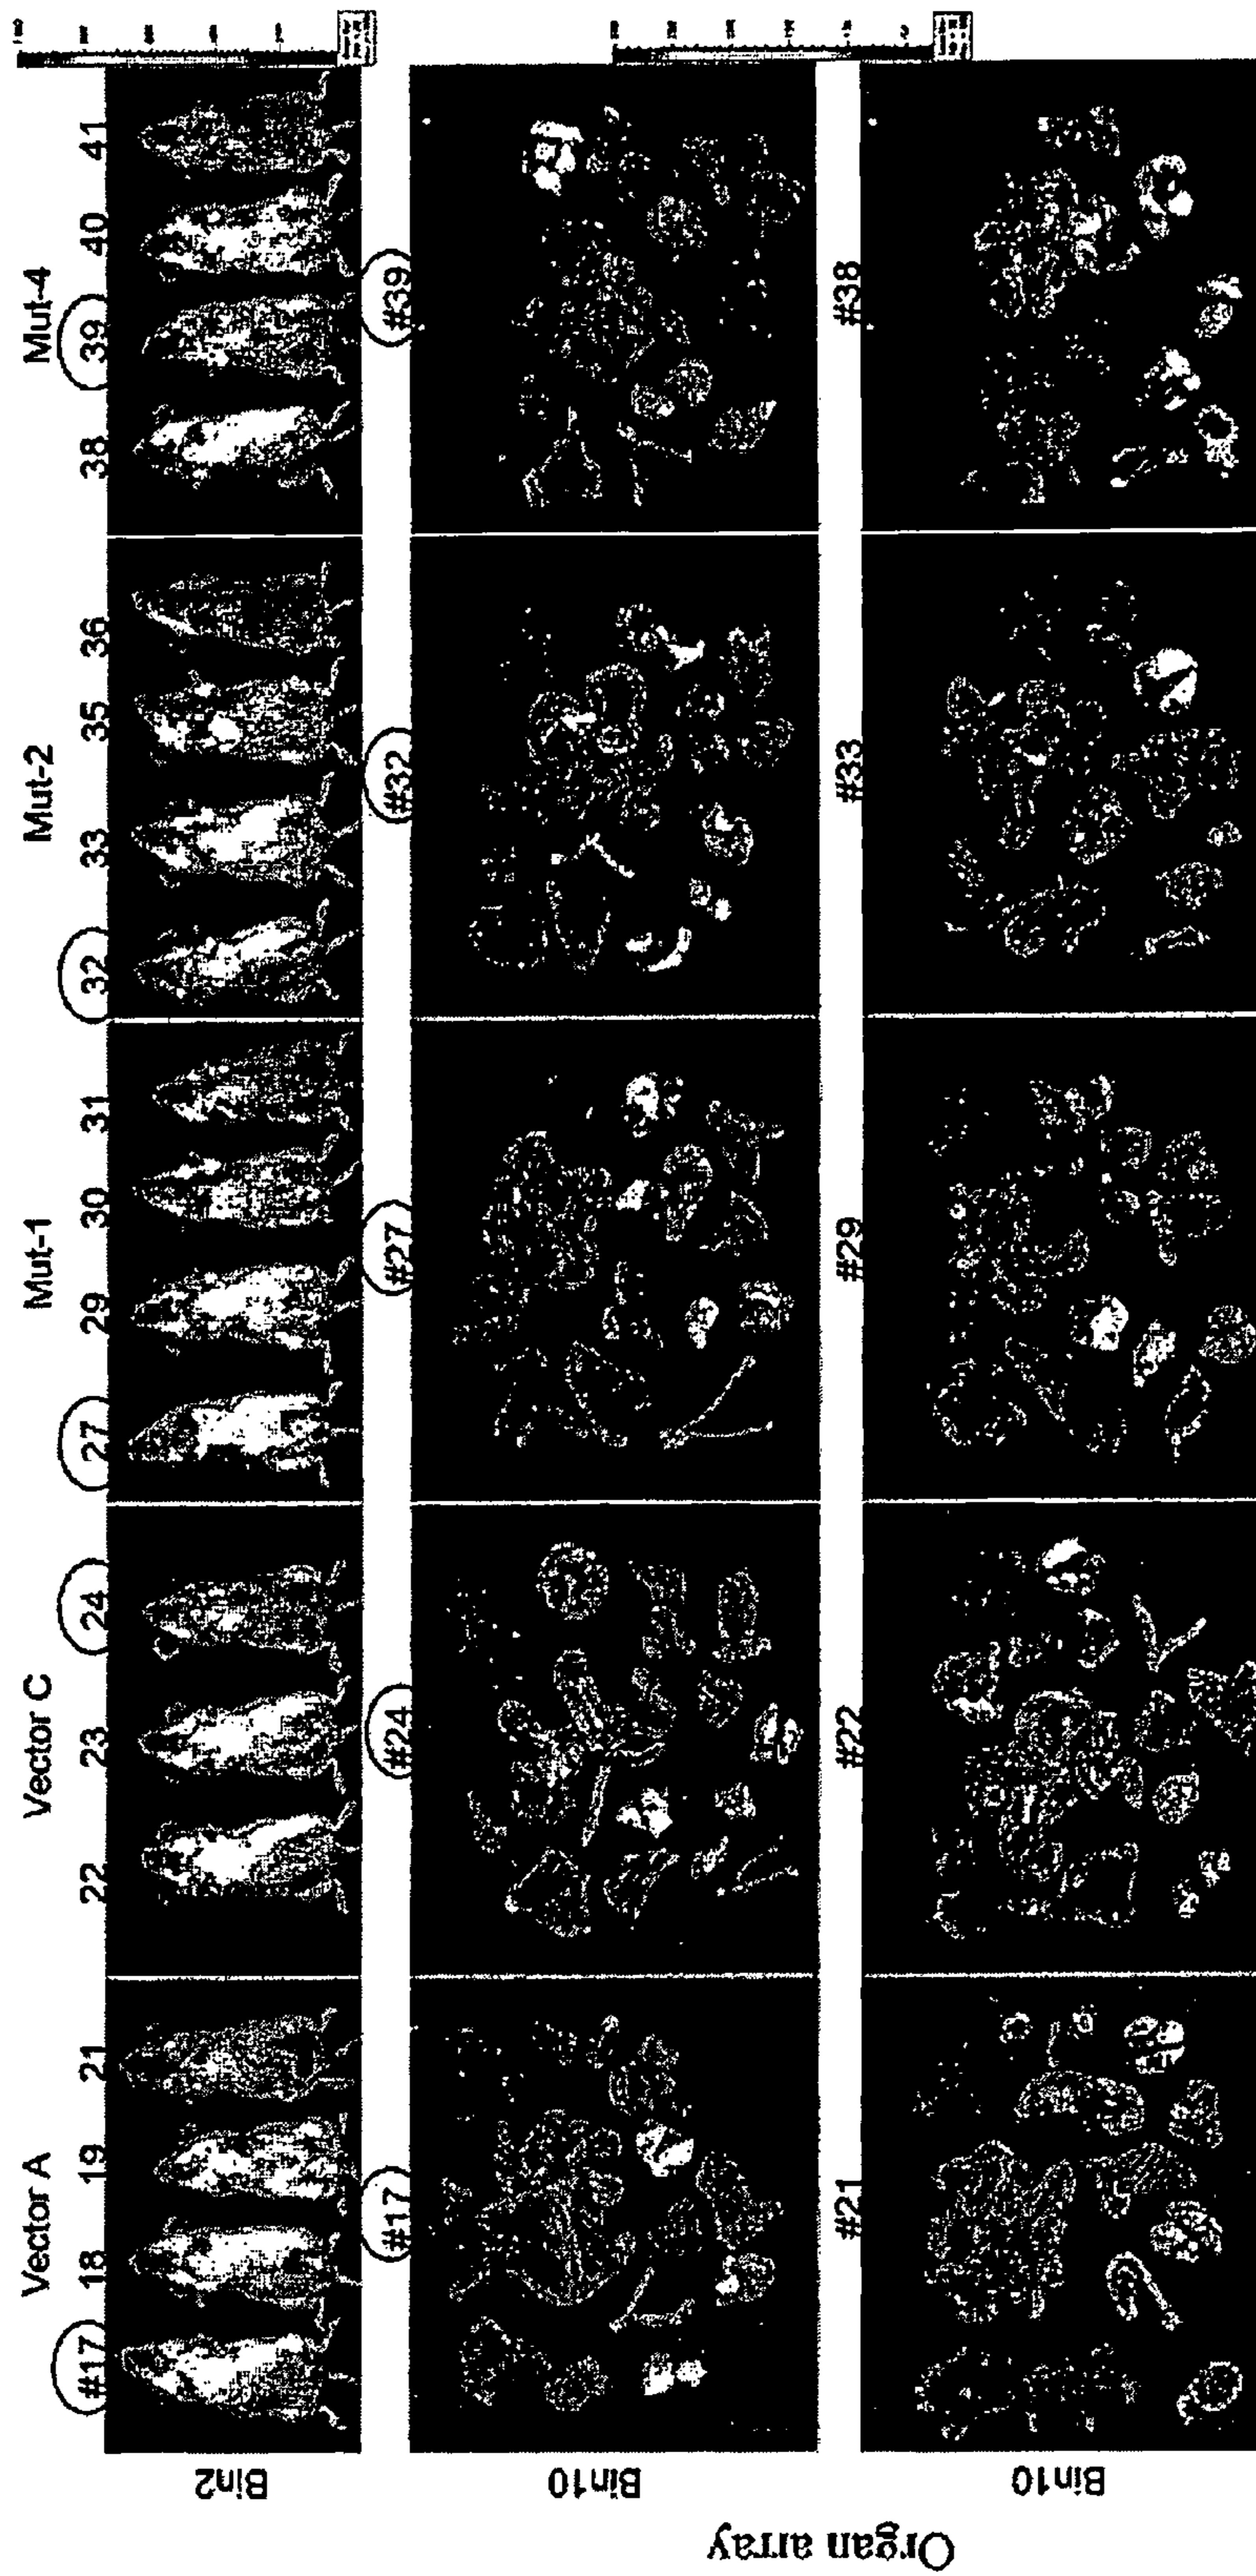 Vector A Vector C Mut-1 Mut-2 Mut-4
#17 18 19 21 22 23 24 27 29 30 31 32 33 35 36 38 39 40 41
Bin2
#17 #24 #27 #32 #39
Bin10
#21 #22 #29 #33 #38
Bin10
Organ array